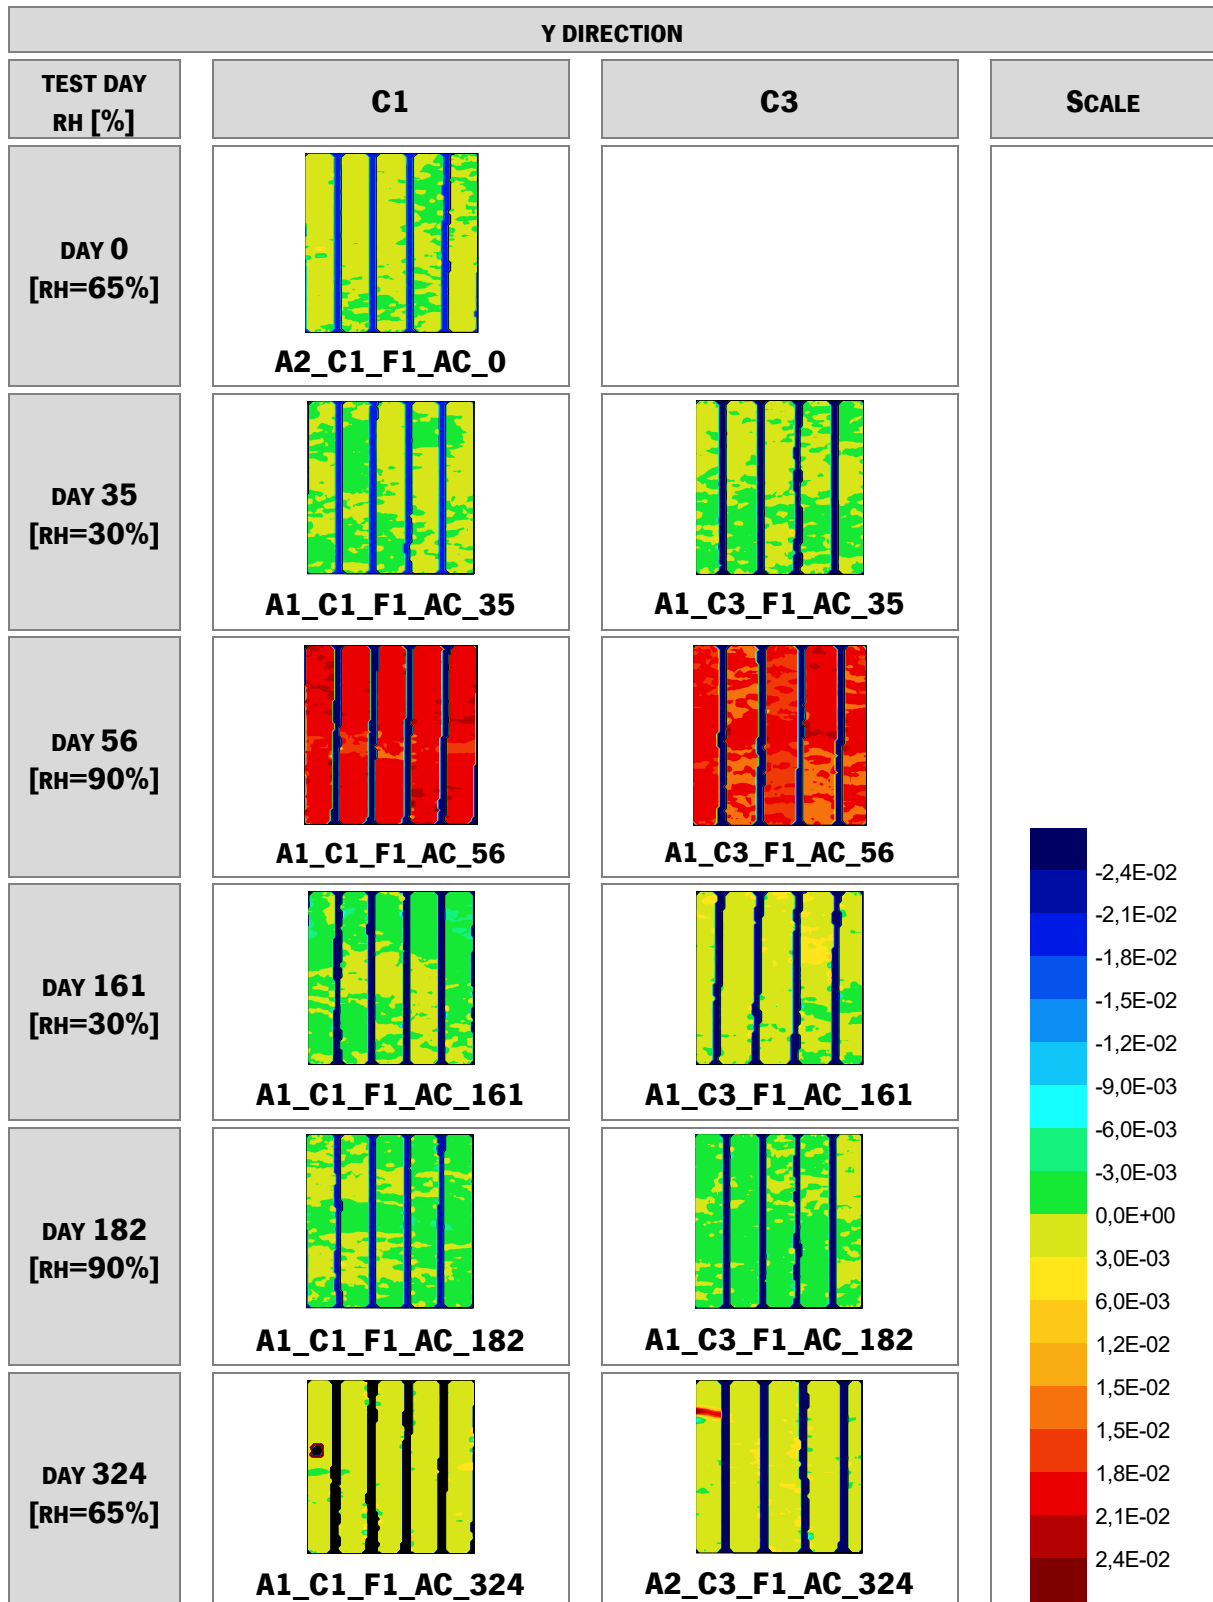 Y DIRECTION
TEST DAY
RH [%]
C1
C3
SCALE
DAY 0
[RH=65%]
A2_C1_F1_AC_0
DAY 35
[RH=30%]
A1_C1_F1_AC_35
A1_C3_F1_AC_35
DAY 56
[RH=90%]
A1_C1_F1_AC_56
A1_C3_F1_AC_56
DAY 161
[RH=30%]
A1_C1_F1_AC_161
A1_C3_F1_AC_161
DAY 182
[RH=90%]
A1_C1_F1_AC_182
A1_C3_F1_AC_182
DAY 324
[RH=65%]
A1_C1_F1_AC_324
A2_C3_F1_AC_324
-2,4E-02
-2,1E-02
-1,8E-02
-1,5E-02
-1,2E-02
-9,0E-03
-6,0E-03
-3,0E-03
0,0E+00
3,0E-03
6,0E-03
1,2E-02
1,5E-02
1,5E-02
1,8E-02
2,1E-02
2,4E-02